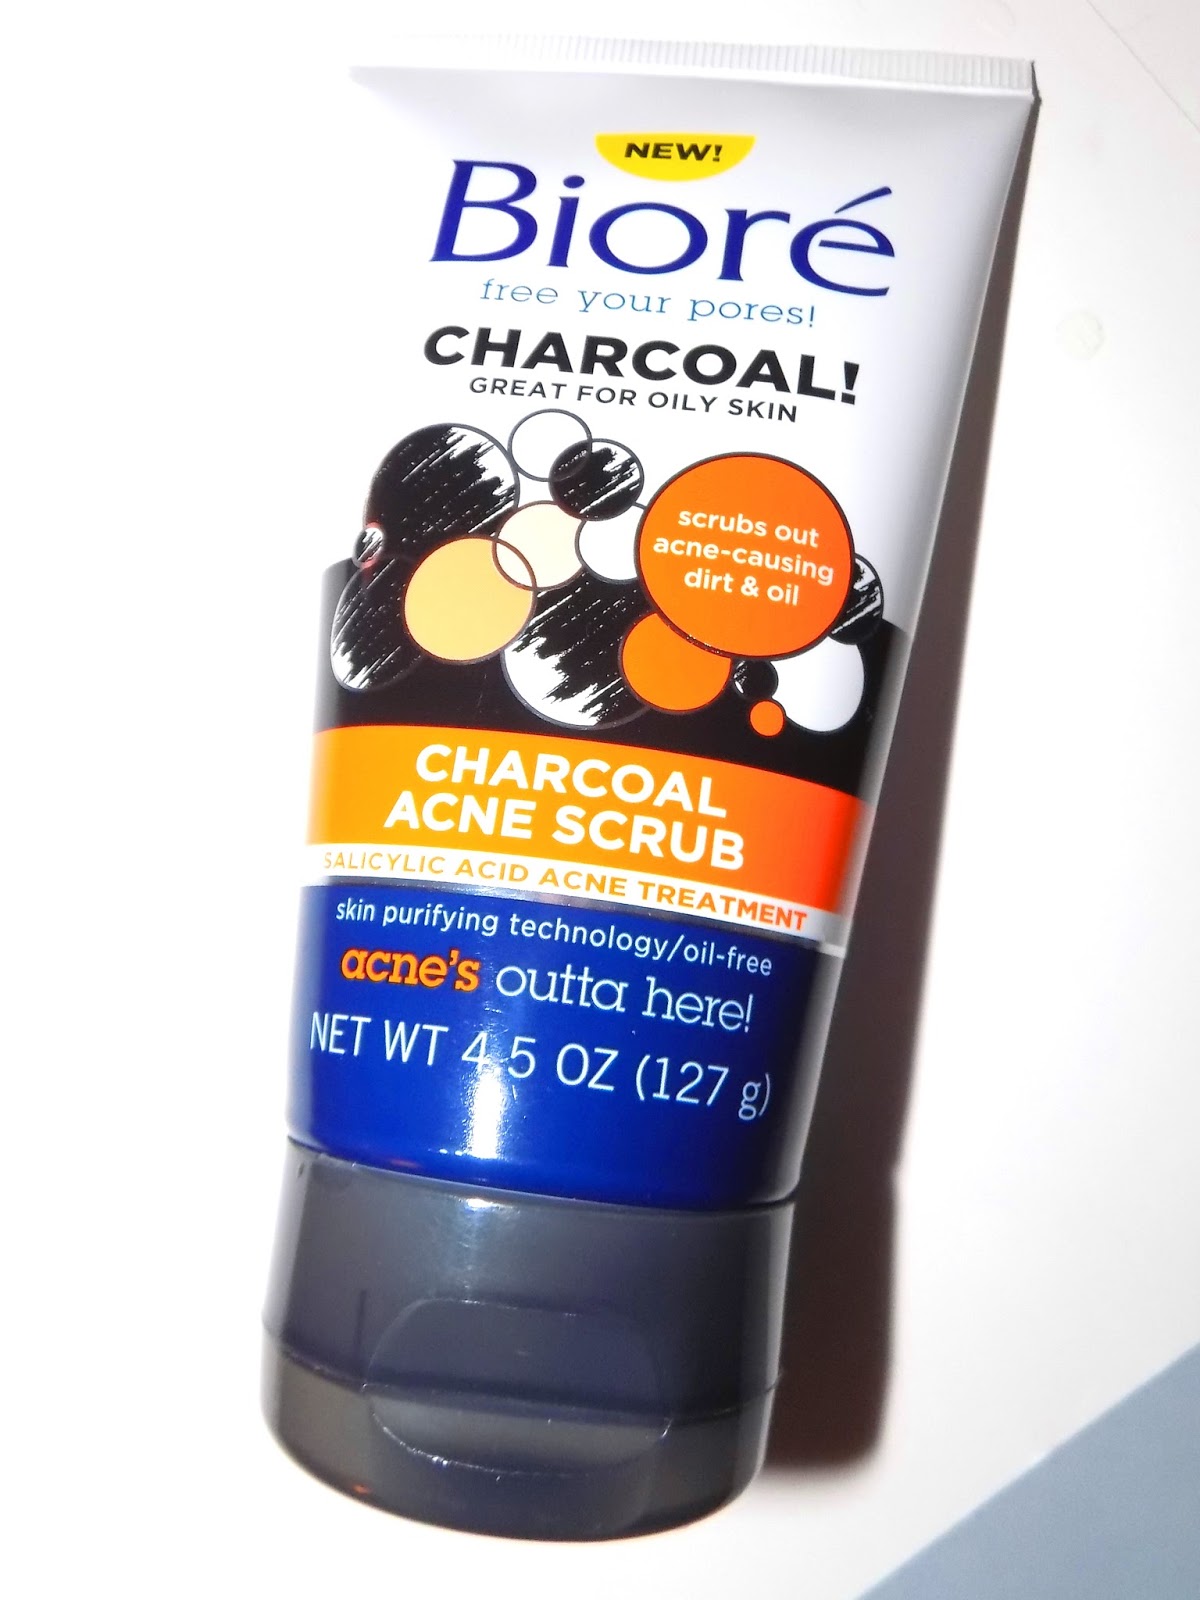 NEW!
Bioré
free your pores!
CHARCOAL!
GREAT FOR OILY SKIN
scrubs out
acne-causing
dirt & oil
CHARCOAL
ACNE SCRUB
SALICYLIC ACID ACNE TREATMENT
skin purifying technology/oil-free
acne's outta here!
NET WT 4.5 OZ (127 g)